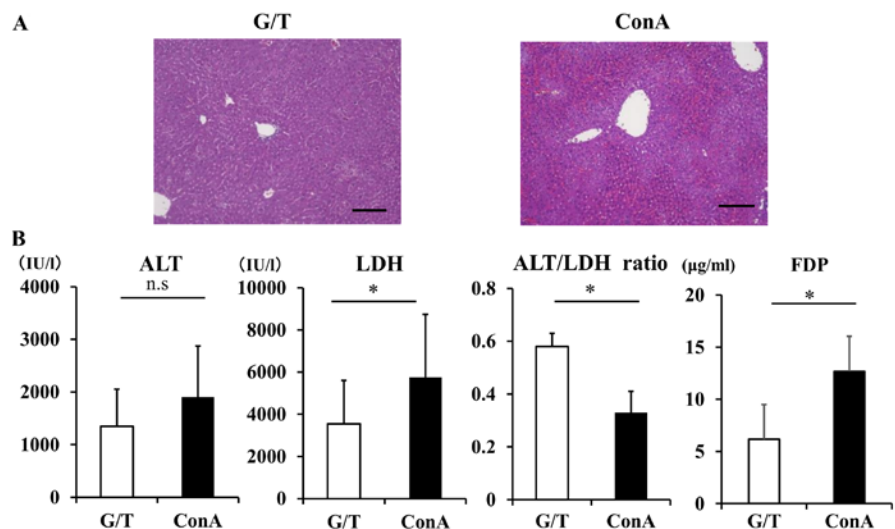 A
G/T
ConA
B
(IU/l)
ALT
n.s
4000
3000
2000
1000
0
G/T
ConA
(IU/l)
LDH
*
10000
8000
6000
4000
2000
0
G/T
ConA
ALT/LDH ratio
*
0.8
0.6
0.4
0.2
0
G/T
ConA
(μg/ml)
FDP
*
20
15
10
5
0
G/T
ConA